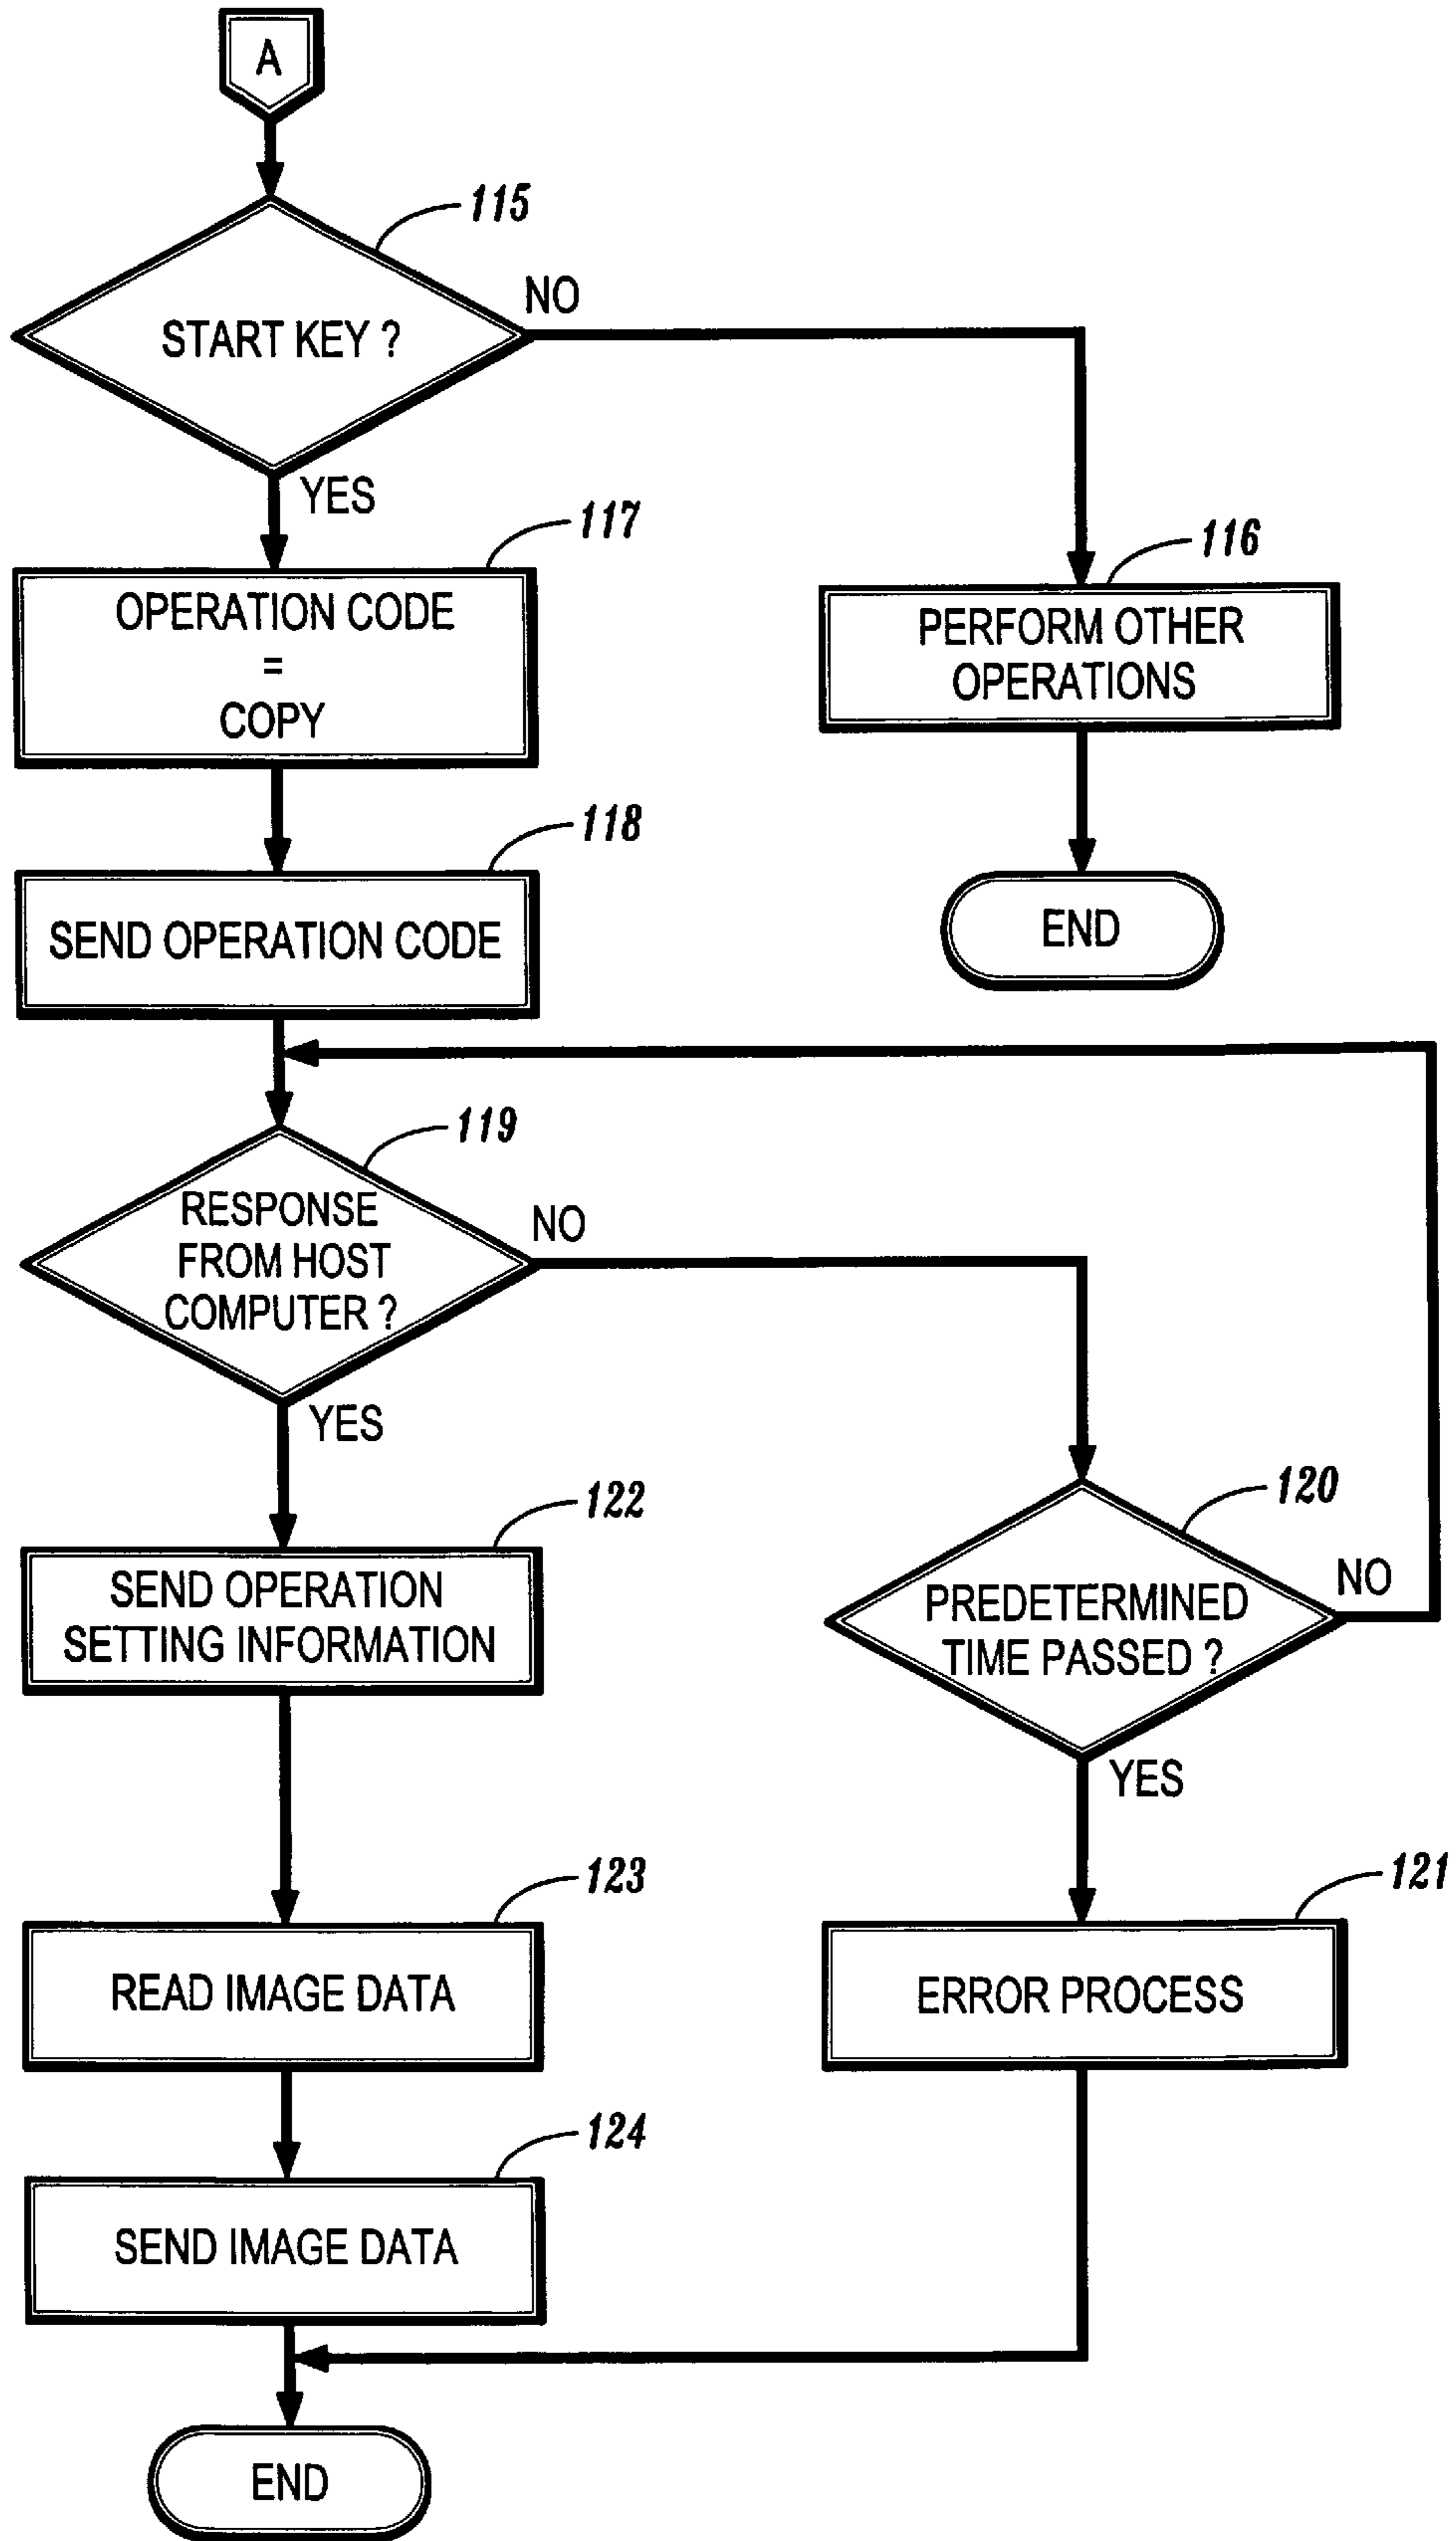 A
115
START KEY ?
NO
YES
117
OPERATION CODE
=
COPY
116
PERFORM OTHER
OPERATIONS
118
SEND OPERATION CODE
END
119
RESPONSE
FROM HOST
COMPUTER ?
NO
YES
120
PREDETERMINED
TIME PASSED ?
NO
YES
122
SEND OPERATION
SETTING INFORMATION
123
READ IMAGE DATA
121
ERROR PROCESS
124
SEND IMAGE DATA
END